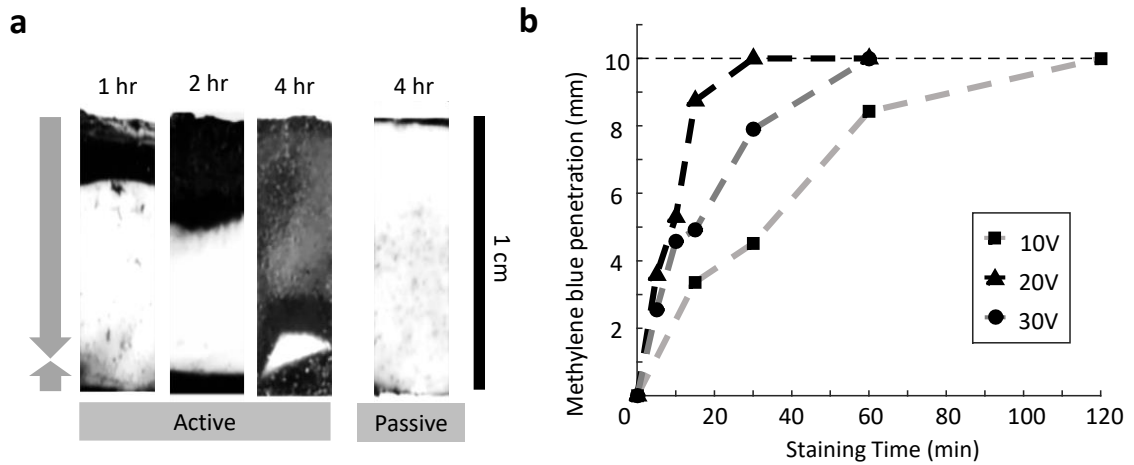 a
1 hr
2 hr
4 hr
4 hr
1 cm
Active
Passive
b
Methylene blue penetration (mm)
10
8
6
4
2
0
20
40
60
80
100
120
Staining Time (min)
10V
20V
30V